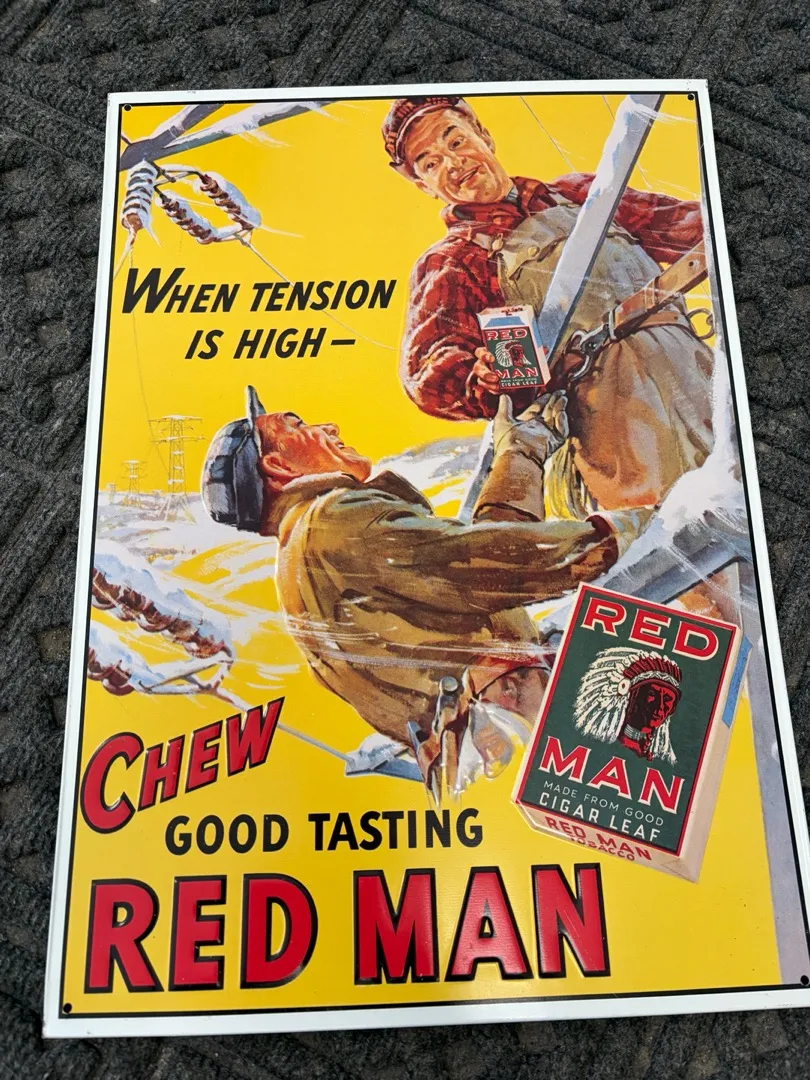 WHEN TENSION
IS HIGH–
RED
MAN
CIGAR LEAF
RED
MAN
MADE FROM GOOD
CIGAR LEAF
RED MAN
TOBACCO
CHEW
GOOD TASTING
RED MAN